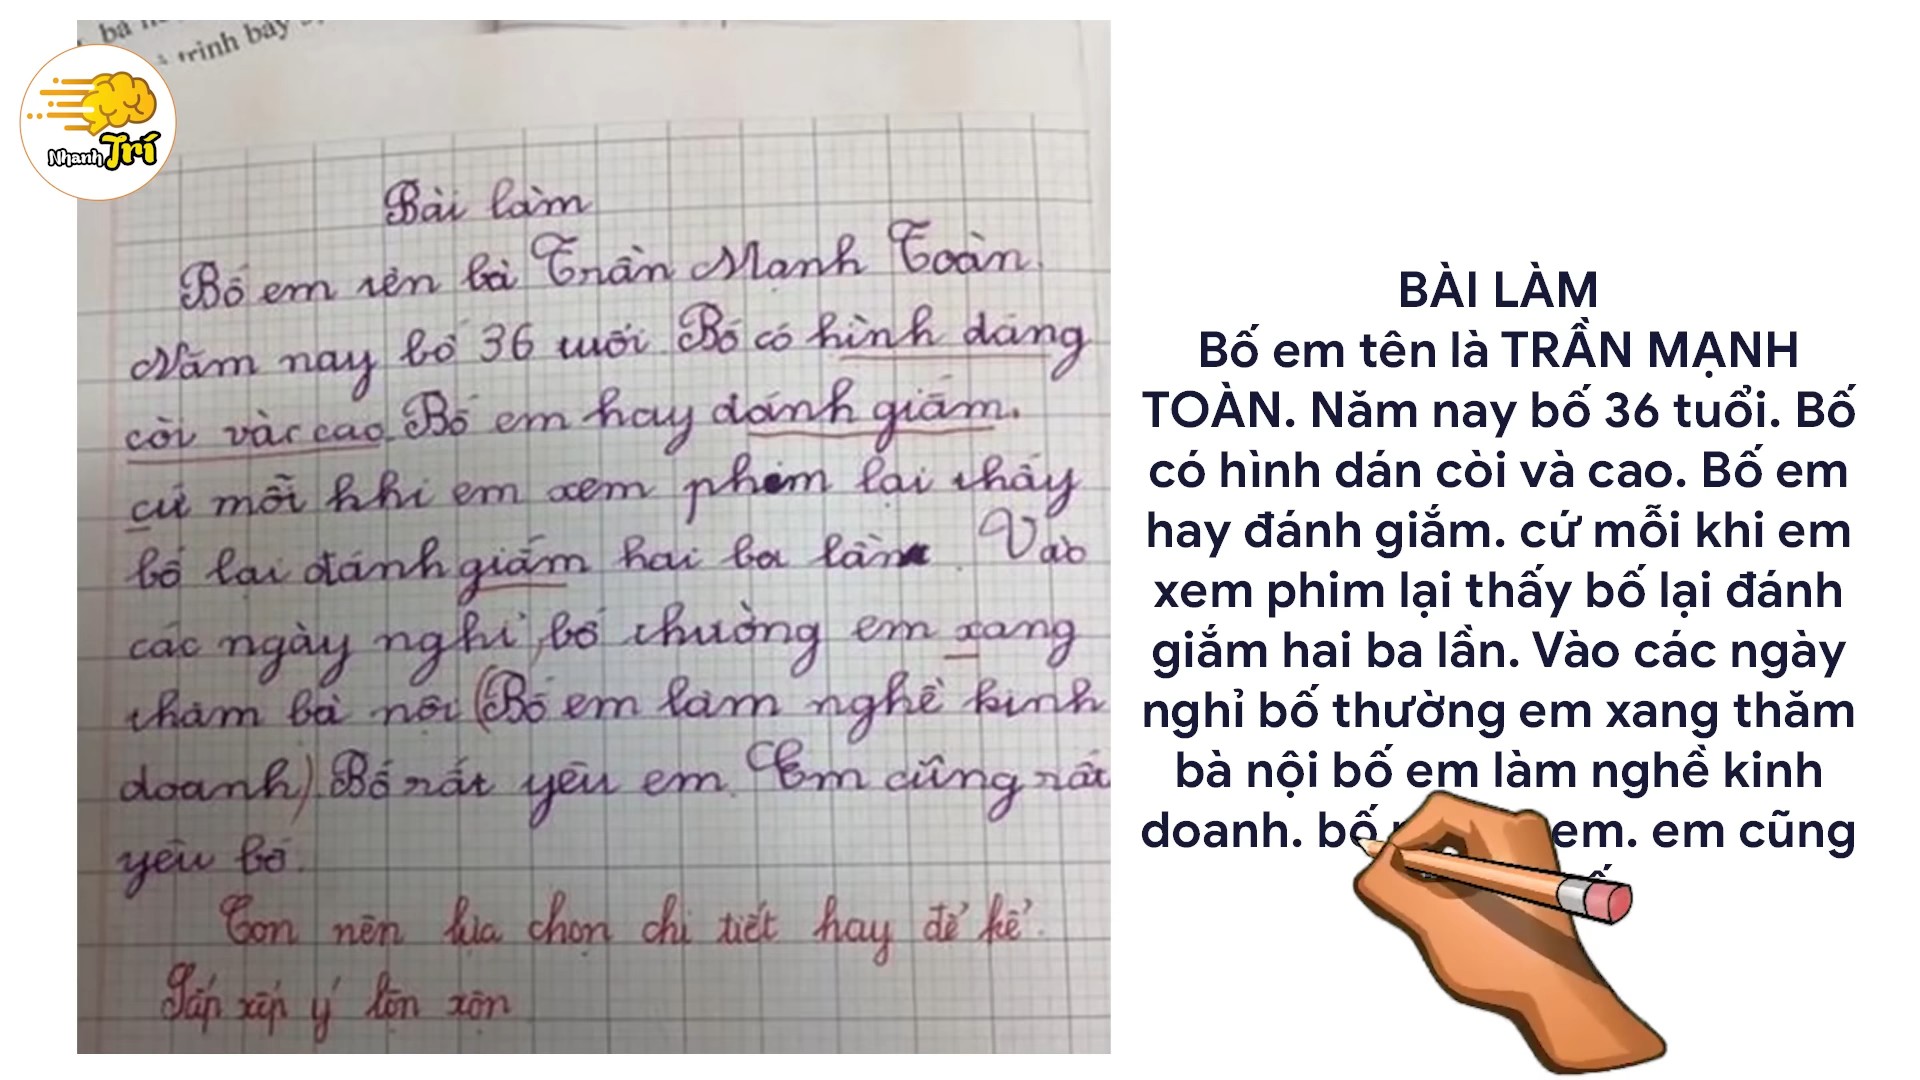 bà
trình bày
Nhanh Trí
Bài làm
Bố em tên là Trần Mạnh Toàn.
Năm nay bố 36 tuổi. Bố có hình dáng
còi và cao. Bố em hay dánh giắm.
cứ mỗi khi em xem phim lại thấy
bố lại đánh giắm hai ba lần. Vào
các ngày nghỉ, bố thường em xang
thăm bà nội (Bố em làm nghề kinh
doanh) Bố rất yêu em. Em cũng rất
yêu bố.
Con nên lựa chọn chi tiết hay để kể.
Sắp xếp ý lộn xộn
BÀI LÀM
Bố em tên là TRẦN MẠNH
TOÀN. Năm nay bố 36 tuổi. Bố
có hình dán còi và cao. Bố em
hay đánh giắm. cứ mỗi khi em
xem phim lại thấy bố lại đánh
giắm hai ba lần. Vào các ngày
nghỉ bố thường em xang thăm
bà nội bố em làm nghề kinh
doanh. bố em. em cũng